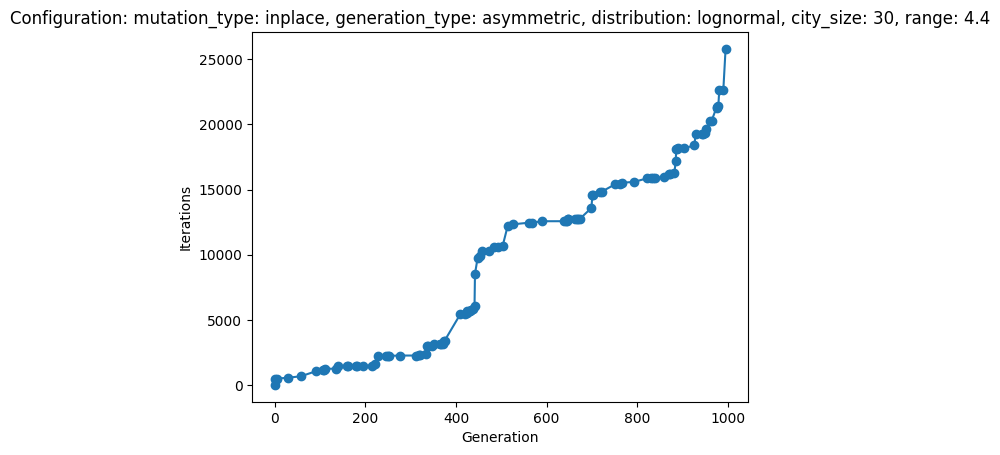 Configuration: mutation_type: inplace, generation_type: asymmetric, distribution: lognormal, city_size: 30, range: 4.4
25000
20000
15000
10000
5000
0
Iterations
0 200 400 600 800 1000
Generation